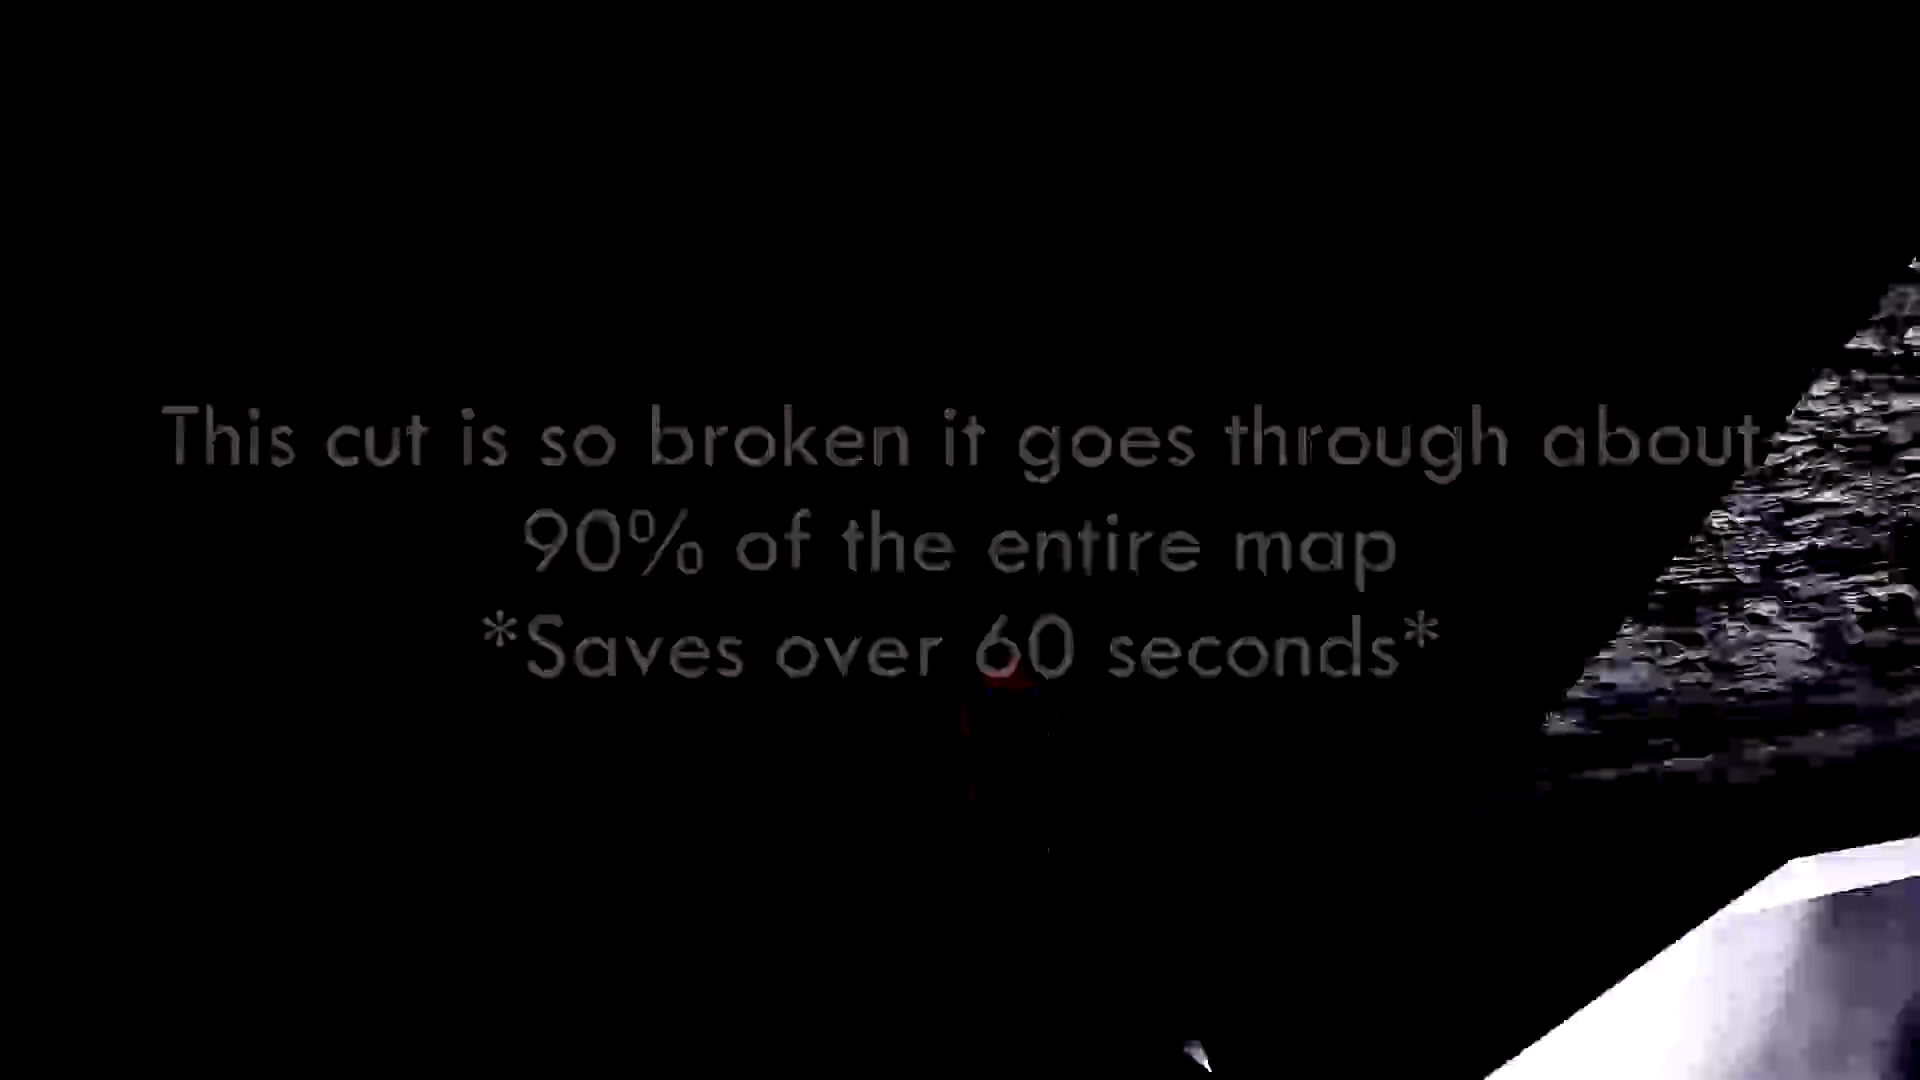 This cut is so broken it goes through about
90% of the entire map
*Saves over 60 seconds*